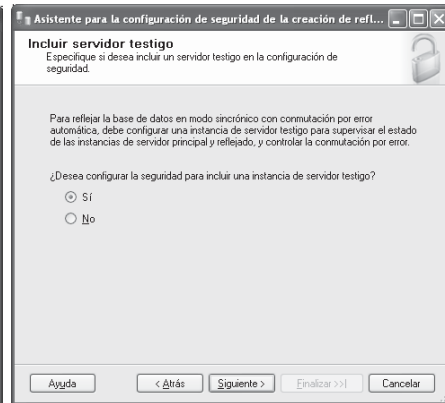 Asistente para la configuración de seguridad de la creación de refl...
Incluir servidor testigo
Especifique si desea incluir un servidor testigo en la configuración de
seguridad.
Para reflejar la base de datos en modo sincrónico con conmutación por error
automática, debe configurar una instancia de servidor testigo para supervisar el estado
de las instancias de servidor principal y reflejado, y controlar la conmutación por error.
¿Desea configurar la seguridad para incluir una instancia de servidor testigo?
Sí
No
Ayuda < Atrás Siguiente > Finalizar >>| Cancelar